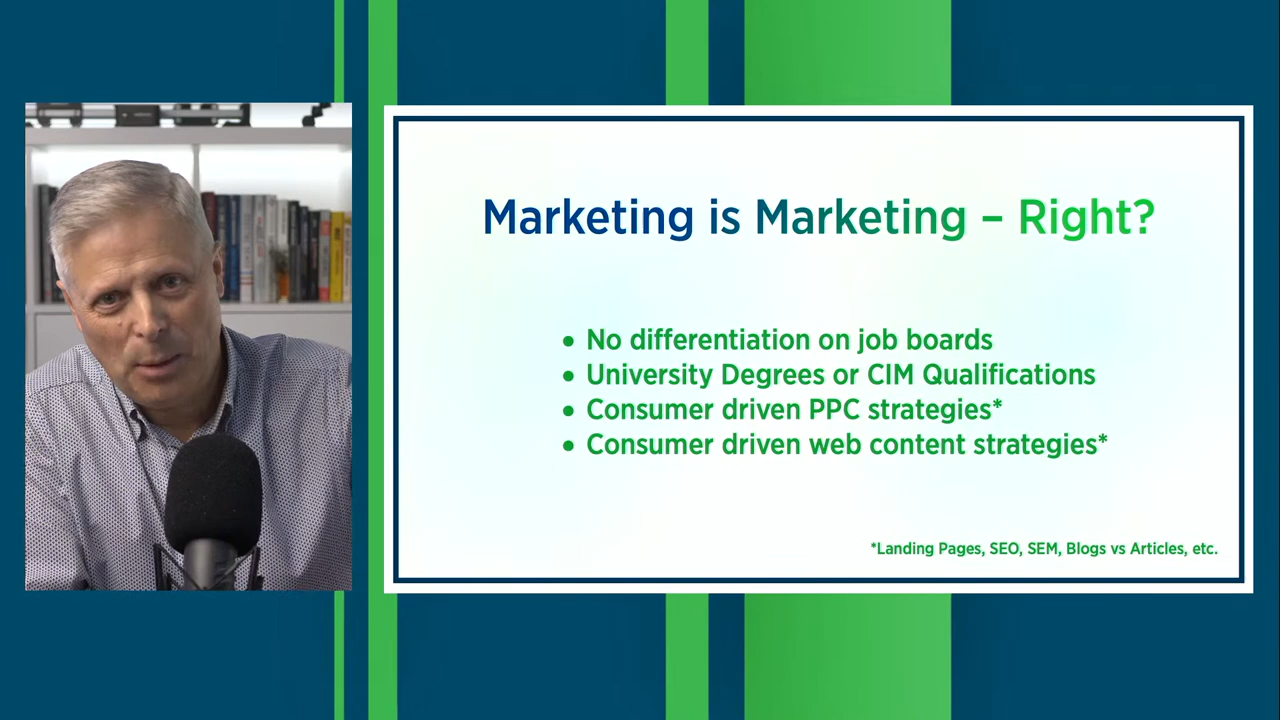 Marketing is Marketing – Right?
• No differentiation on job boards
• University Degrees or CIM Qualifications
• Consumer driven PPC strategies*
• Consumer driven web content strategies*
*Landing Pages, SEO, SEM, Blogs vs Articles, etc.